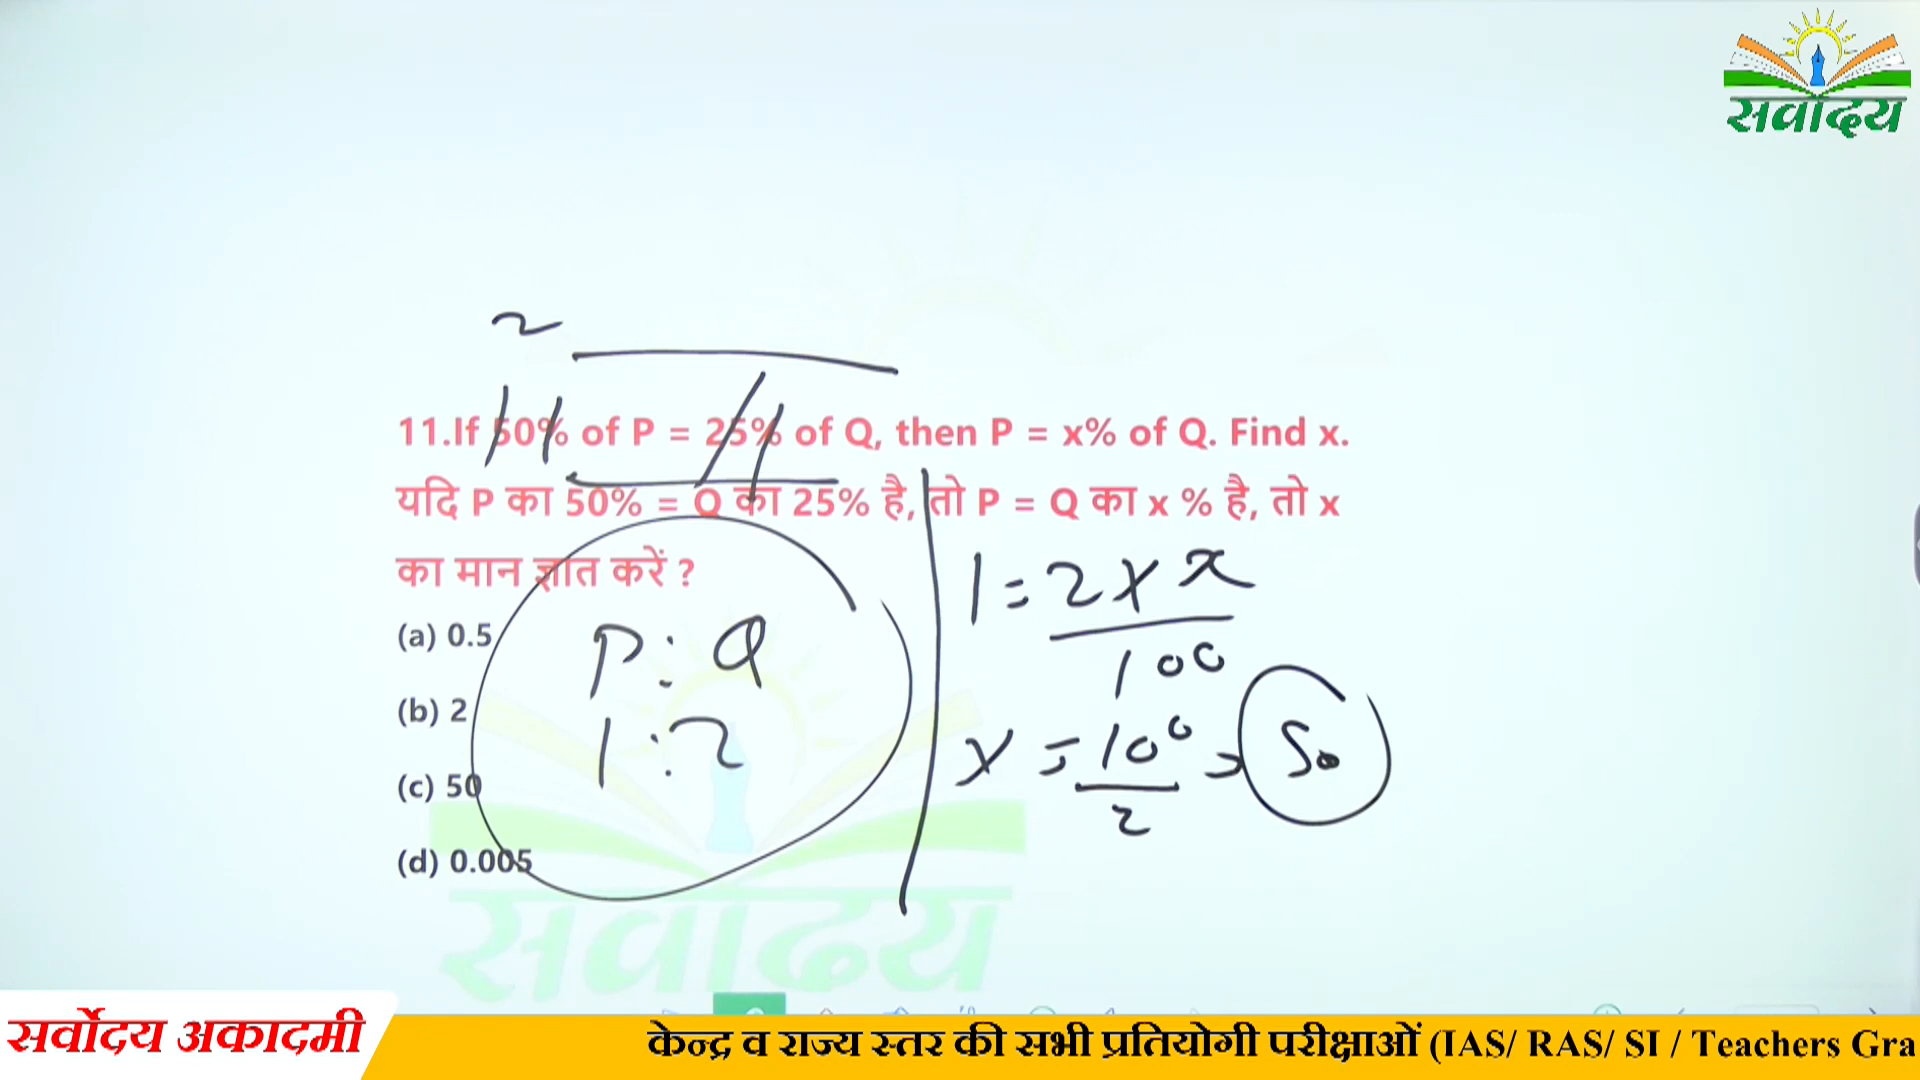 सर्वोदय
2
11.If 50% of P = 25% of Q, then P = x% of Q. Find x.
यदि P का 50% = Q का 25% है, तो P = Q का x % है, तो x
का मान ज्ञात करें ?
(a) 0.5
(b) 2
(c) 50
(d) 0.005
P : Q
1 : 2
1 = 2 × x
100
x = 100 = 50
2
सर्वोदय
सर्वोदय अकादमी
केन्द्र व राज्य स्तर की सभी प्रतियोगी परीक्षाओं (IAS/ RAS/ SI / Teachers Gra